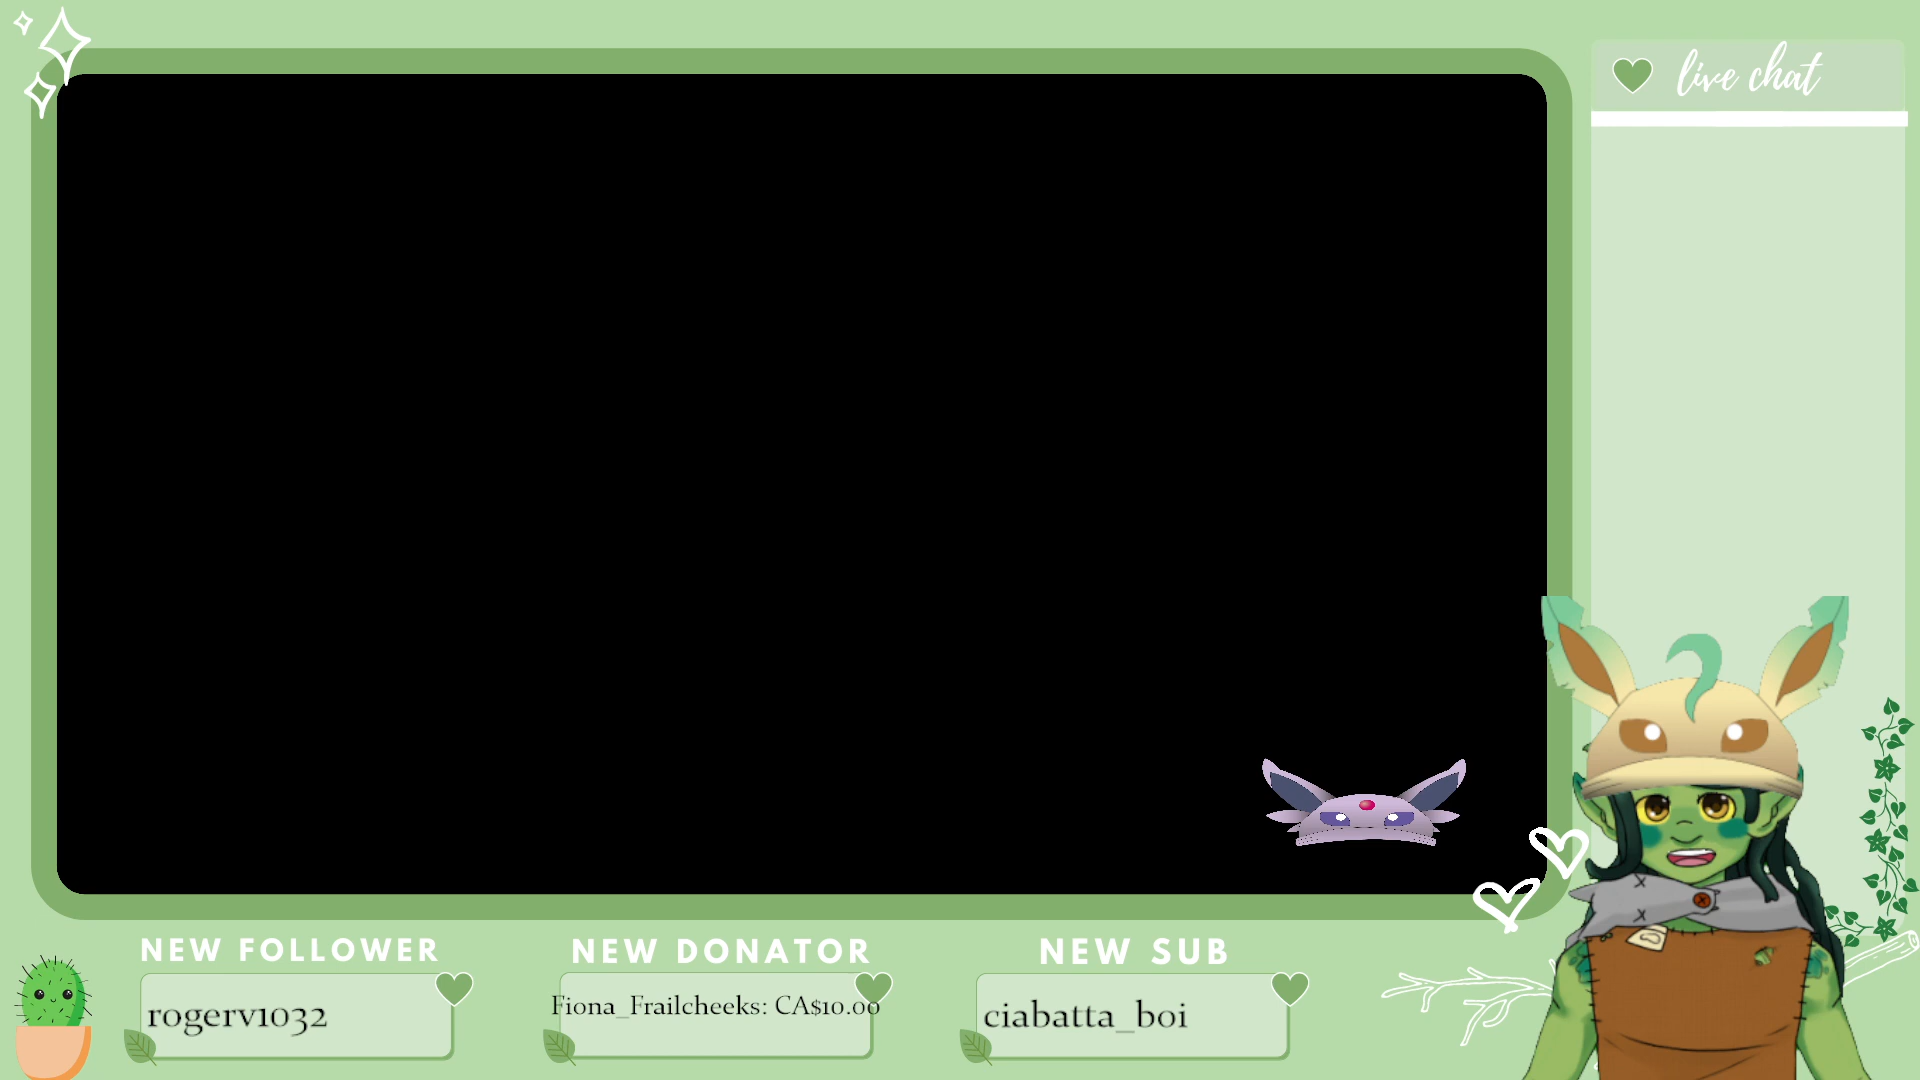 live chat
NEW FOLLOWER
rogerv1032
NEW DONATOR
Fiona_Frailcheeks: CA$10.00
NEW SUB
ciabatta_boi